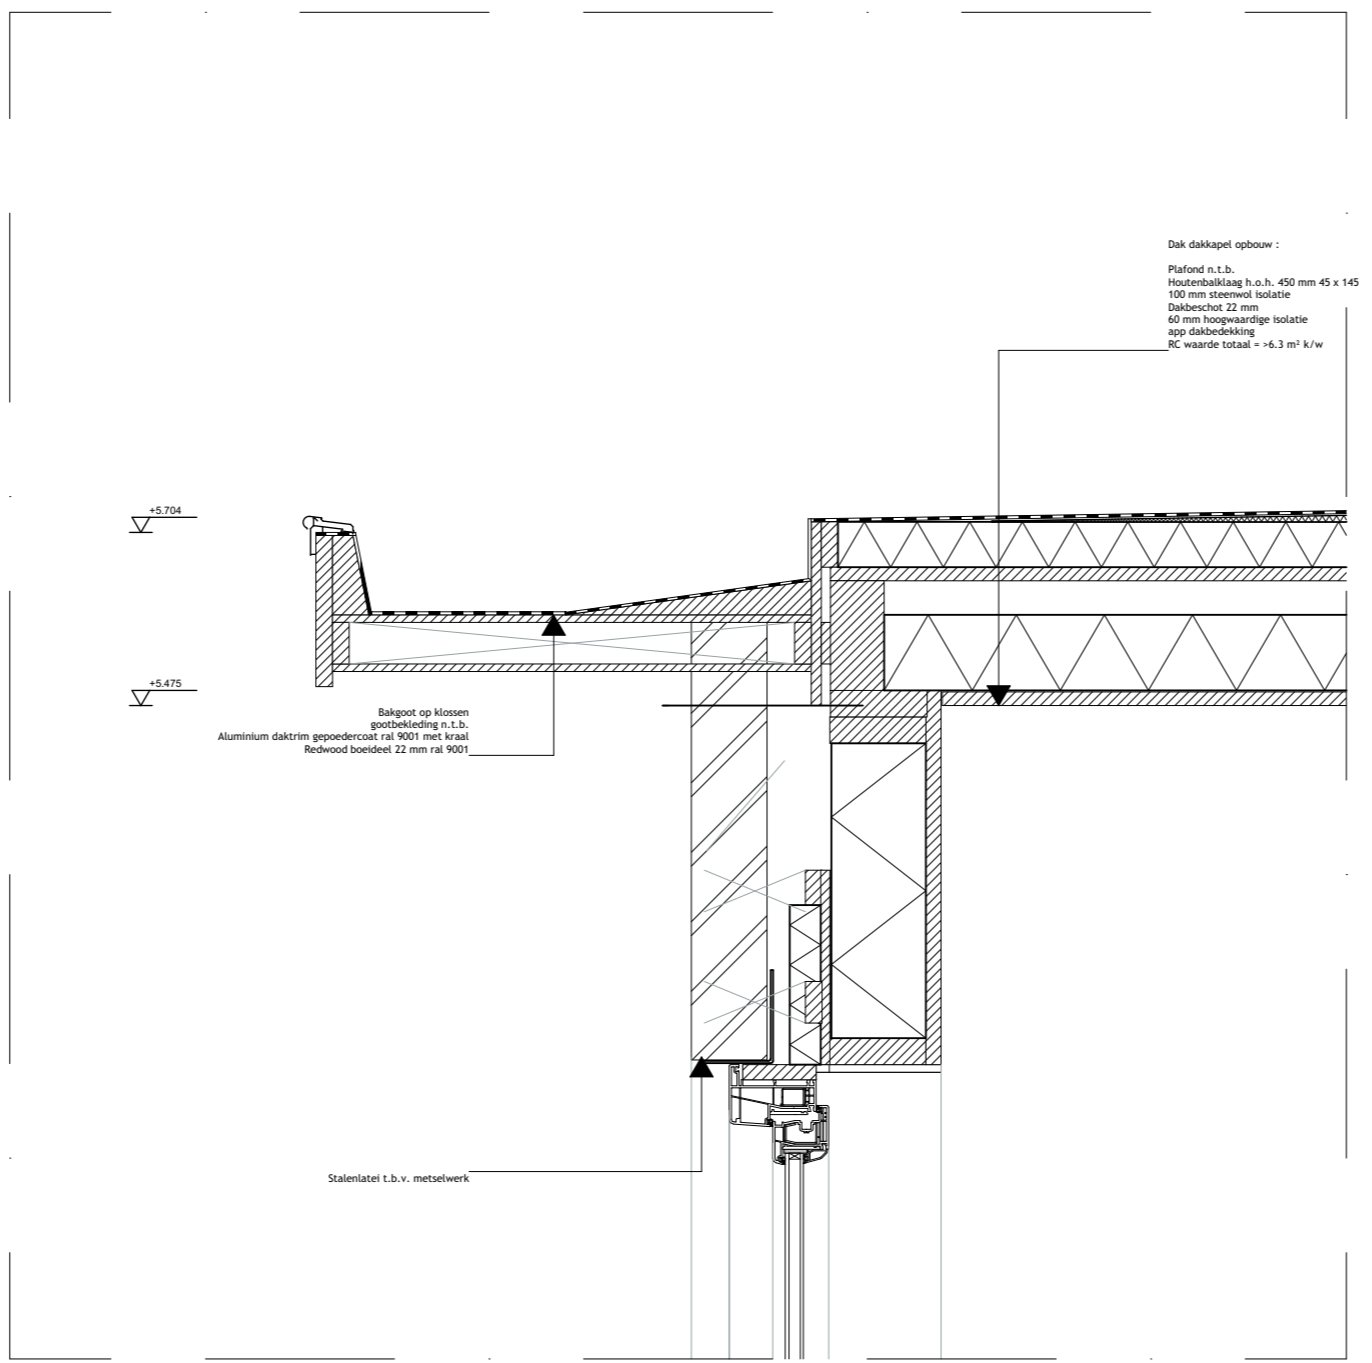 Dak dakkapel opbouw :
Plafond n.t.b.
Houtenbalklaag h.o.h. 450 mm 45 x 145
100 mm steenwol isolatie
Dakbeschot 22 mm
60 mm hoogwaardige isolatie
app dakbedekking
RC waarde totaal = >6.3 m² k/w
+5.704
+5.475
Bakgoot op klossen
gootbekleding n.t.b.
Aluminium daktrim gepoedercoat ral 9001 met kraal
Redwood boeideel 22 mm ral 9001
Stalenlatei t.b.v. metselwerk